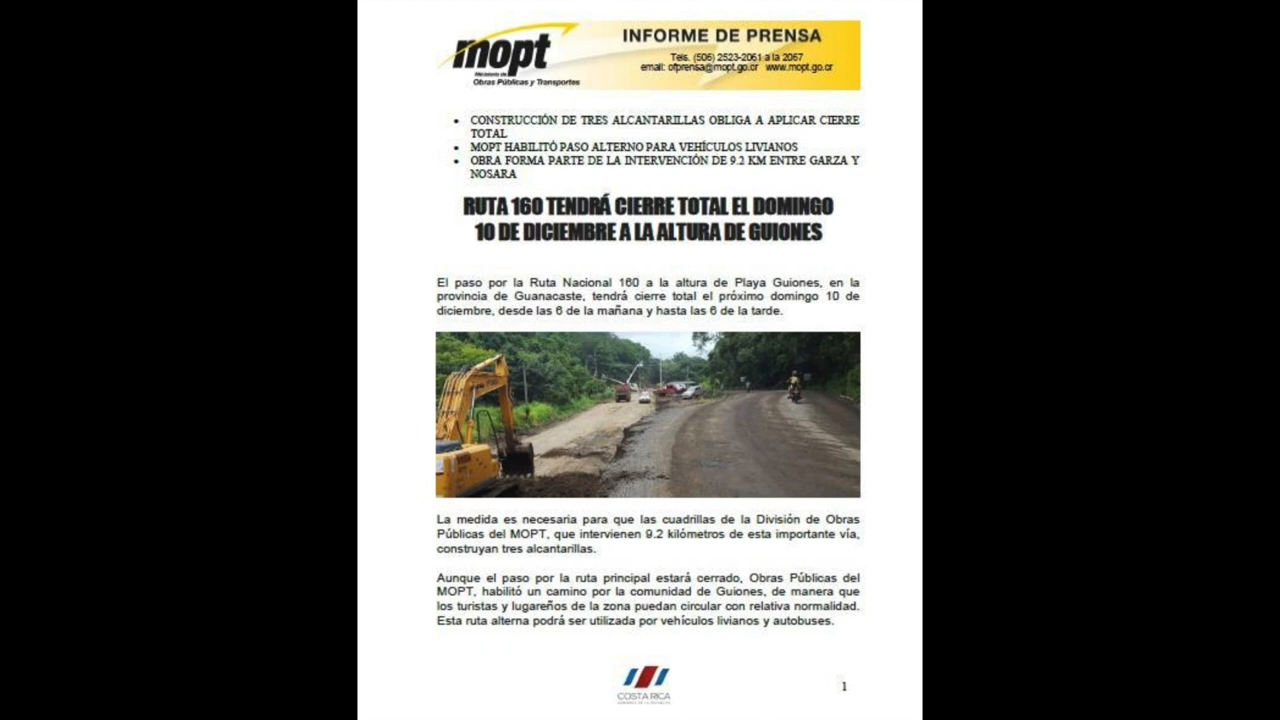 mopt
Ministerio de
Obras Públicas y Transportes
INFORME DE PRENSA
Tels. (506) 2523-2061 a la 2067
email: ofprensa@mopt.go.cr www.mopt.go.cr
• CONSTRUCCIÓN DE TRES ALCANTARILLAS OBLIGA A APLICAR CIERRE
TOTAL
• MOPT HABILITÓ PASO ALTERNO PARA VEHÍCULOS LIVIANOS
• OBRA FORMA PARTE DE LA INTERVENCIÓN DE 9.2 KM ENTRE GARZA Y
NOSARA
RUTA 160 TENDRÁ CIERRE TOTAL EL DOMINGO
10 DE DICIEMBRE A LA ALTURA DE GUIONES
El paso por la Ruta Nacional 160 a la altura de Playa Guiones, en la
provincia de Guanacaste, tendrá cierre total el próximo domingo 10 de
diciembre, desde las 6 de la mañana y hasta las 6 de la tarde.
La medida es necesaria para que las cuadrillas de la División de Obras
Públicas del MOPT, que intervienen 9.2 kilómetros de esta importante vía,
construyan tres alcantarillas.
Aunque el paso por la ruta principal estará cerrado, Obras Públicas del
MOPT, habilitó un camino por la comunidad de Guiones, de manera que
los turistas y lugareños de la zona puedan circular con relativa normalidad.
Esta ruta alterna podrá ser utilizada por vehículos livianos y autobuses.
COSTA RICA
GOBIERNO DE LA REPÚBLICA
1